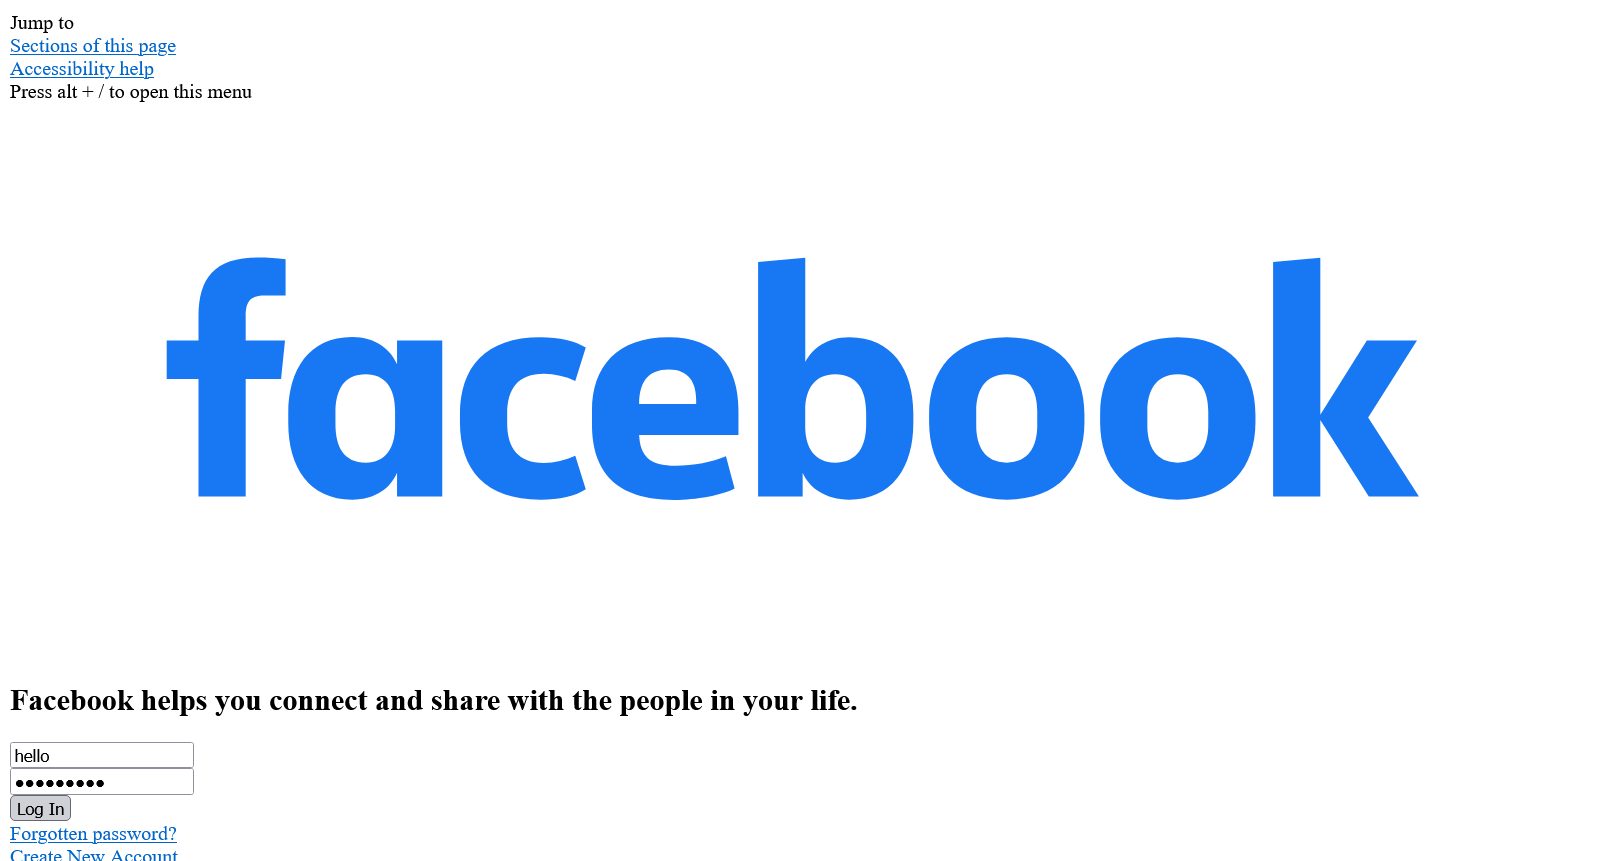 Jump to
Sections of this page
Accessibility help
Press alt + / to open this menu
facebook
Facebook helps you connect and share with the people in your life.
hello
•••••••••
Log In
Forgotten password?
Create New Account